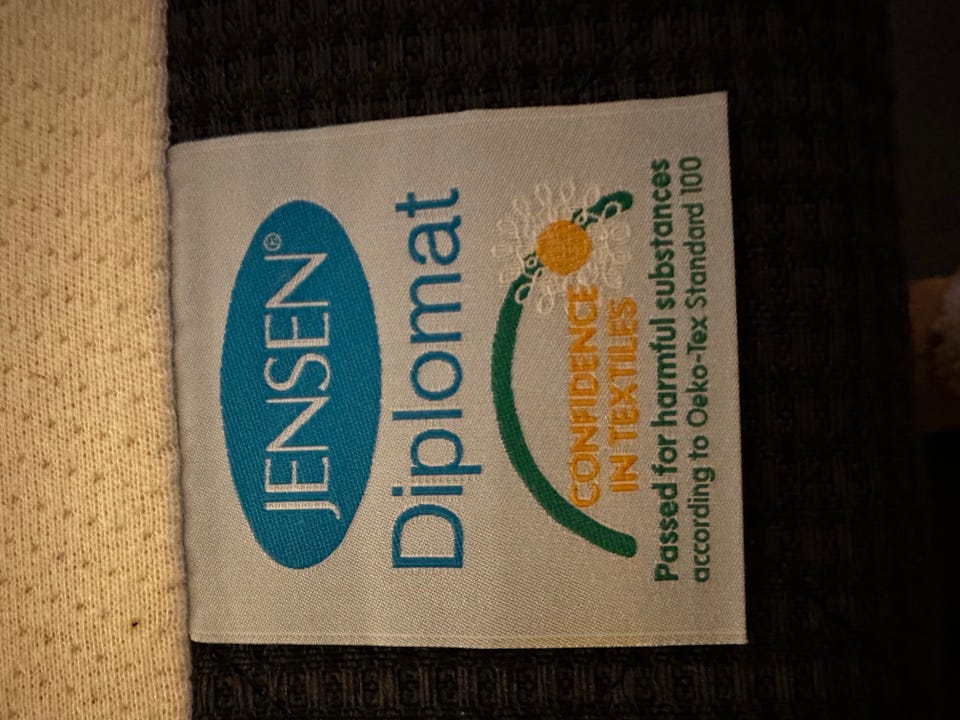 JENSEN®
Diplomat
CONFIDENCE
IN TEXTILES
Passed for harmful substances
according to Oeko-Tex Standard 100